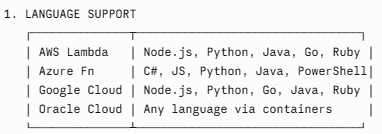 1. LANGUAGE SUPPORT
AWS Lambda | Node.js, Python, Java, Go, Ruby
Azure Fn | C#, JS, Python, Java, PowerShell
Google Cloud | Node.js, Python, Go, Java, Ruby
Oracle Cloud | Any language via containers